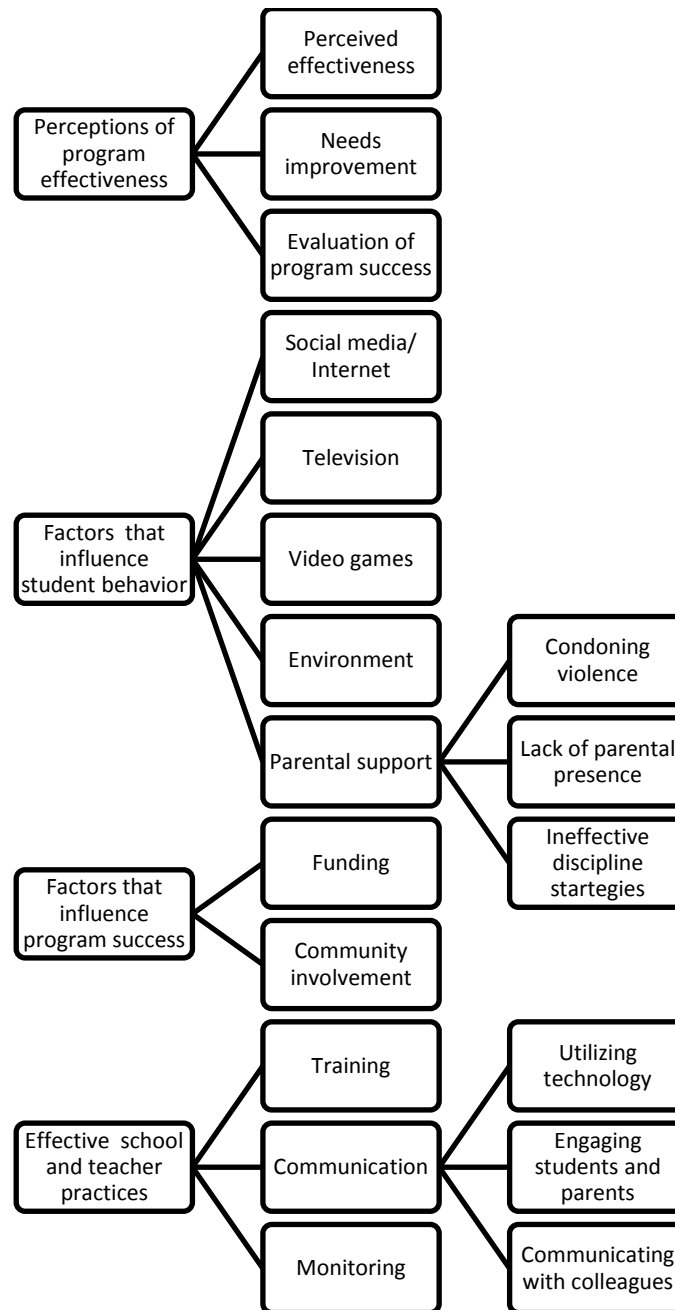 Perceptions of
program
effectiveness
Perceived
effectiveness
Needs
improvement
Evaluation of
program success
Factors that
influence
student behavior
Social media/
Internet
Television
Video games
Environment
Parental support
Condoning
violence
Lack of parental
presence
Ineffective
discipline
startegies
Factors that
influence
program success
Funding
Community
involvement
Effective school
and teacher
practices
Training
Communication
Monitoring
Utilizing
technology
Engaging
students and
parents
Communicating
with colleagues